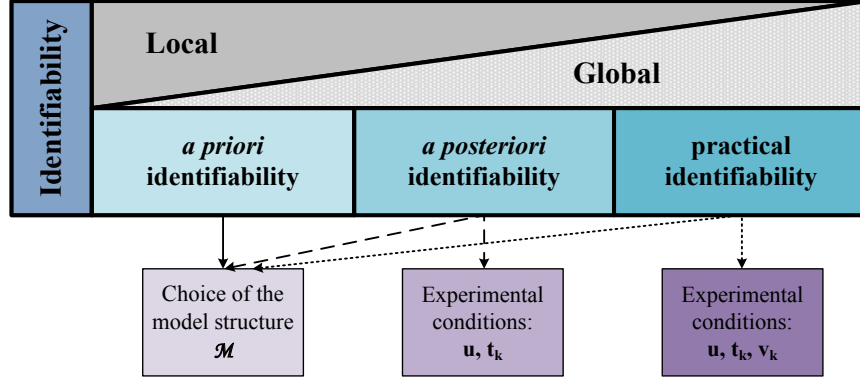 Identifiability
Local
Global
a priori
identifiability
a posteriori
identifiability
practical
identifiability
Choice of the
model structure
ℳ
Experimental
conditions:
u, tₖ
Experimental
conditions:
u, tₖ, vₖ